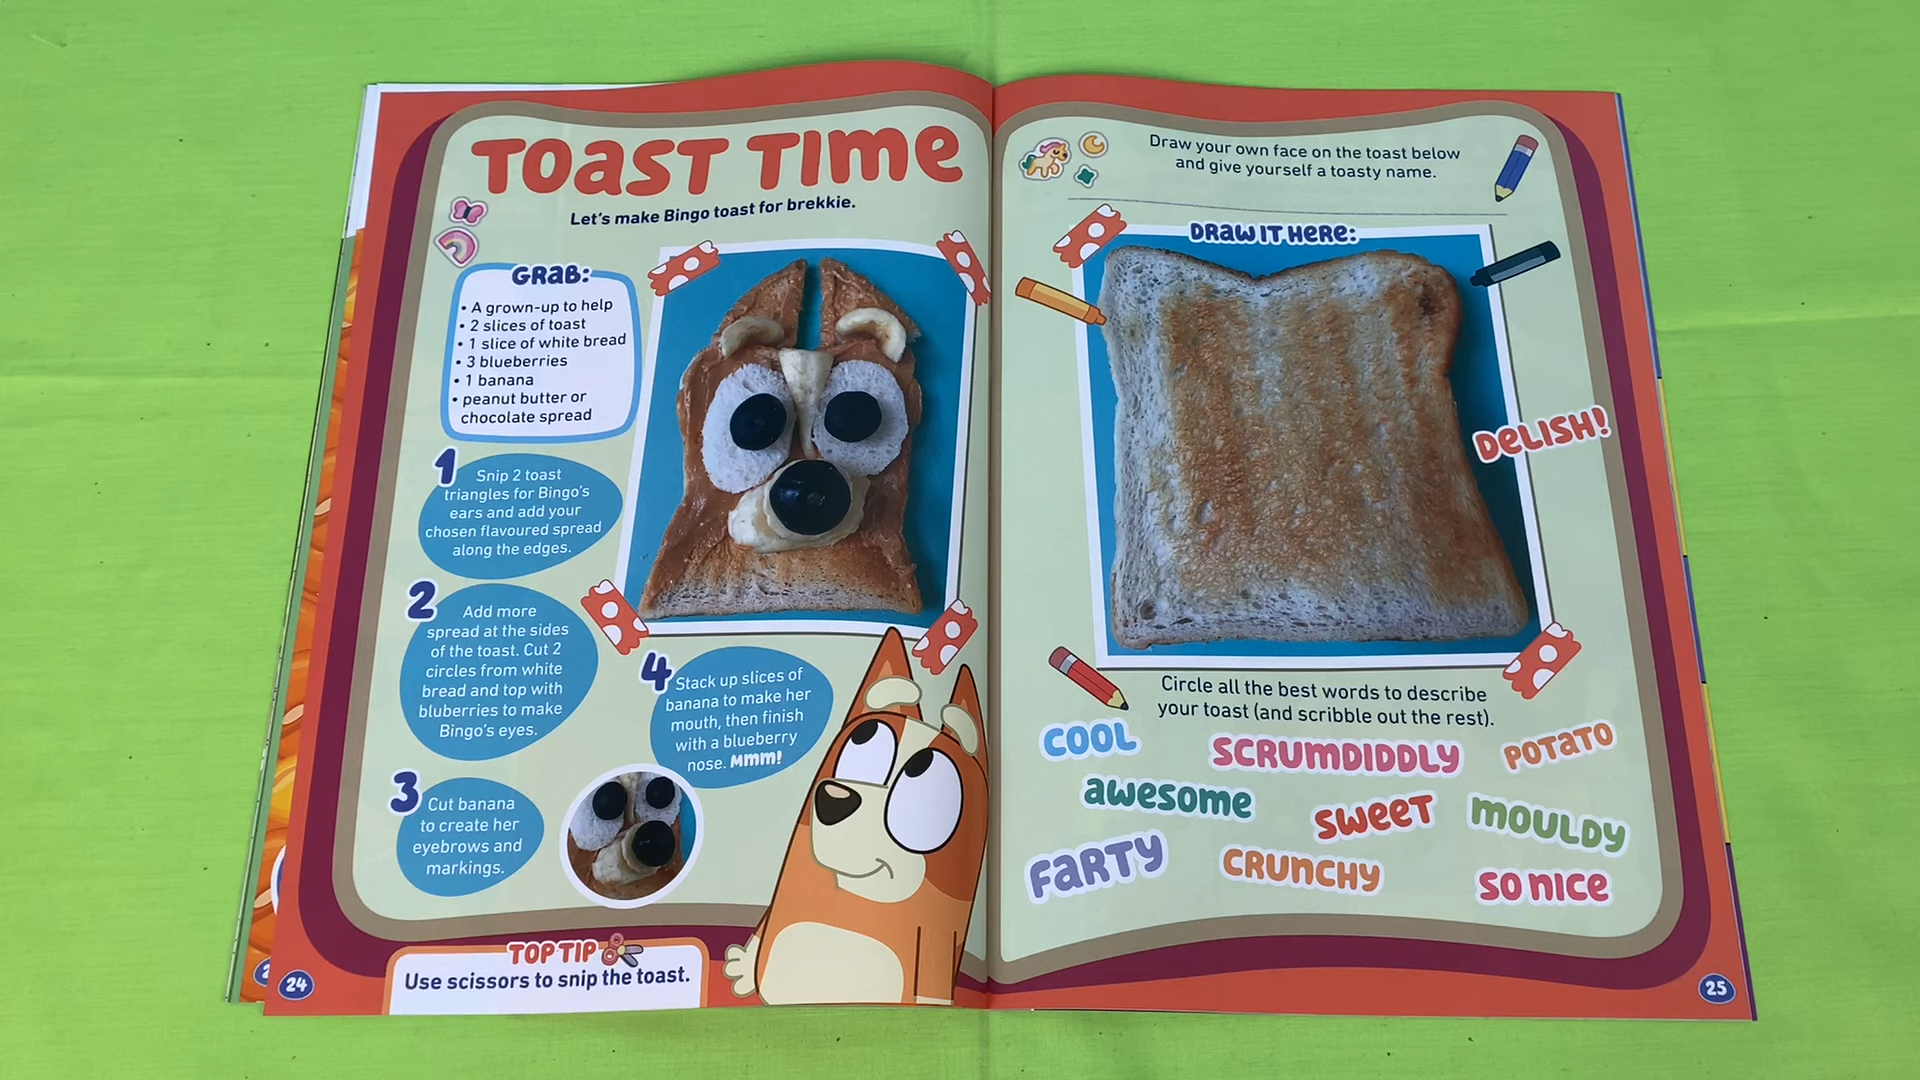 TOAST TIME
Let's make Bingo toast for brekkie.
GRAB:
• A grown-up to help
• 2 slices of toast
• 1 slice of white bread
• 3 blueberries
• 1 banana
• peanut butter or
chocolate spread
1
Snip 2 toast
triangles for Bingo's
ears and add your
chosen flavoured spread
along the edges.
2
Add more
spread at the sides
of the toast. Cut 2
circles from white
bread and top with
bluberries to make
Bingo's eyes.
3
Cut banana
to create her
eyebrows and
markings.
4
Stack up slices of
banana to make her
mouth, then finish
with a blueberry
nose. Mmm!
TOP TIP
Use scissors to snip the toast.
24
Draw your own face on the toast below
and give yourself a toasty name.
DRAW IT HERE:
DELISH!
Circle all the best words to describe
your toast (and scribble out the rest).
COOL SCRUMDIDDLY POTATO
AWESOME SWEET MOULDY
FARTY CRUNCHY SO NICE
25